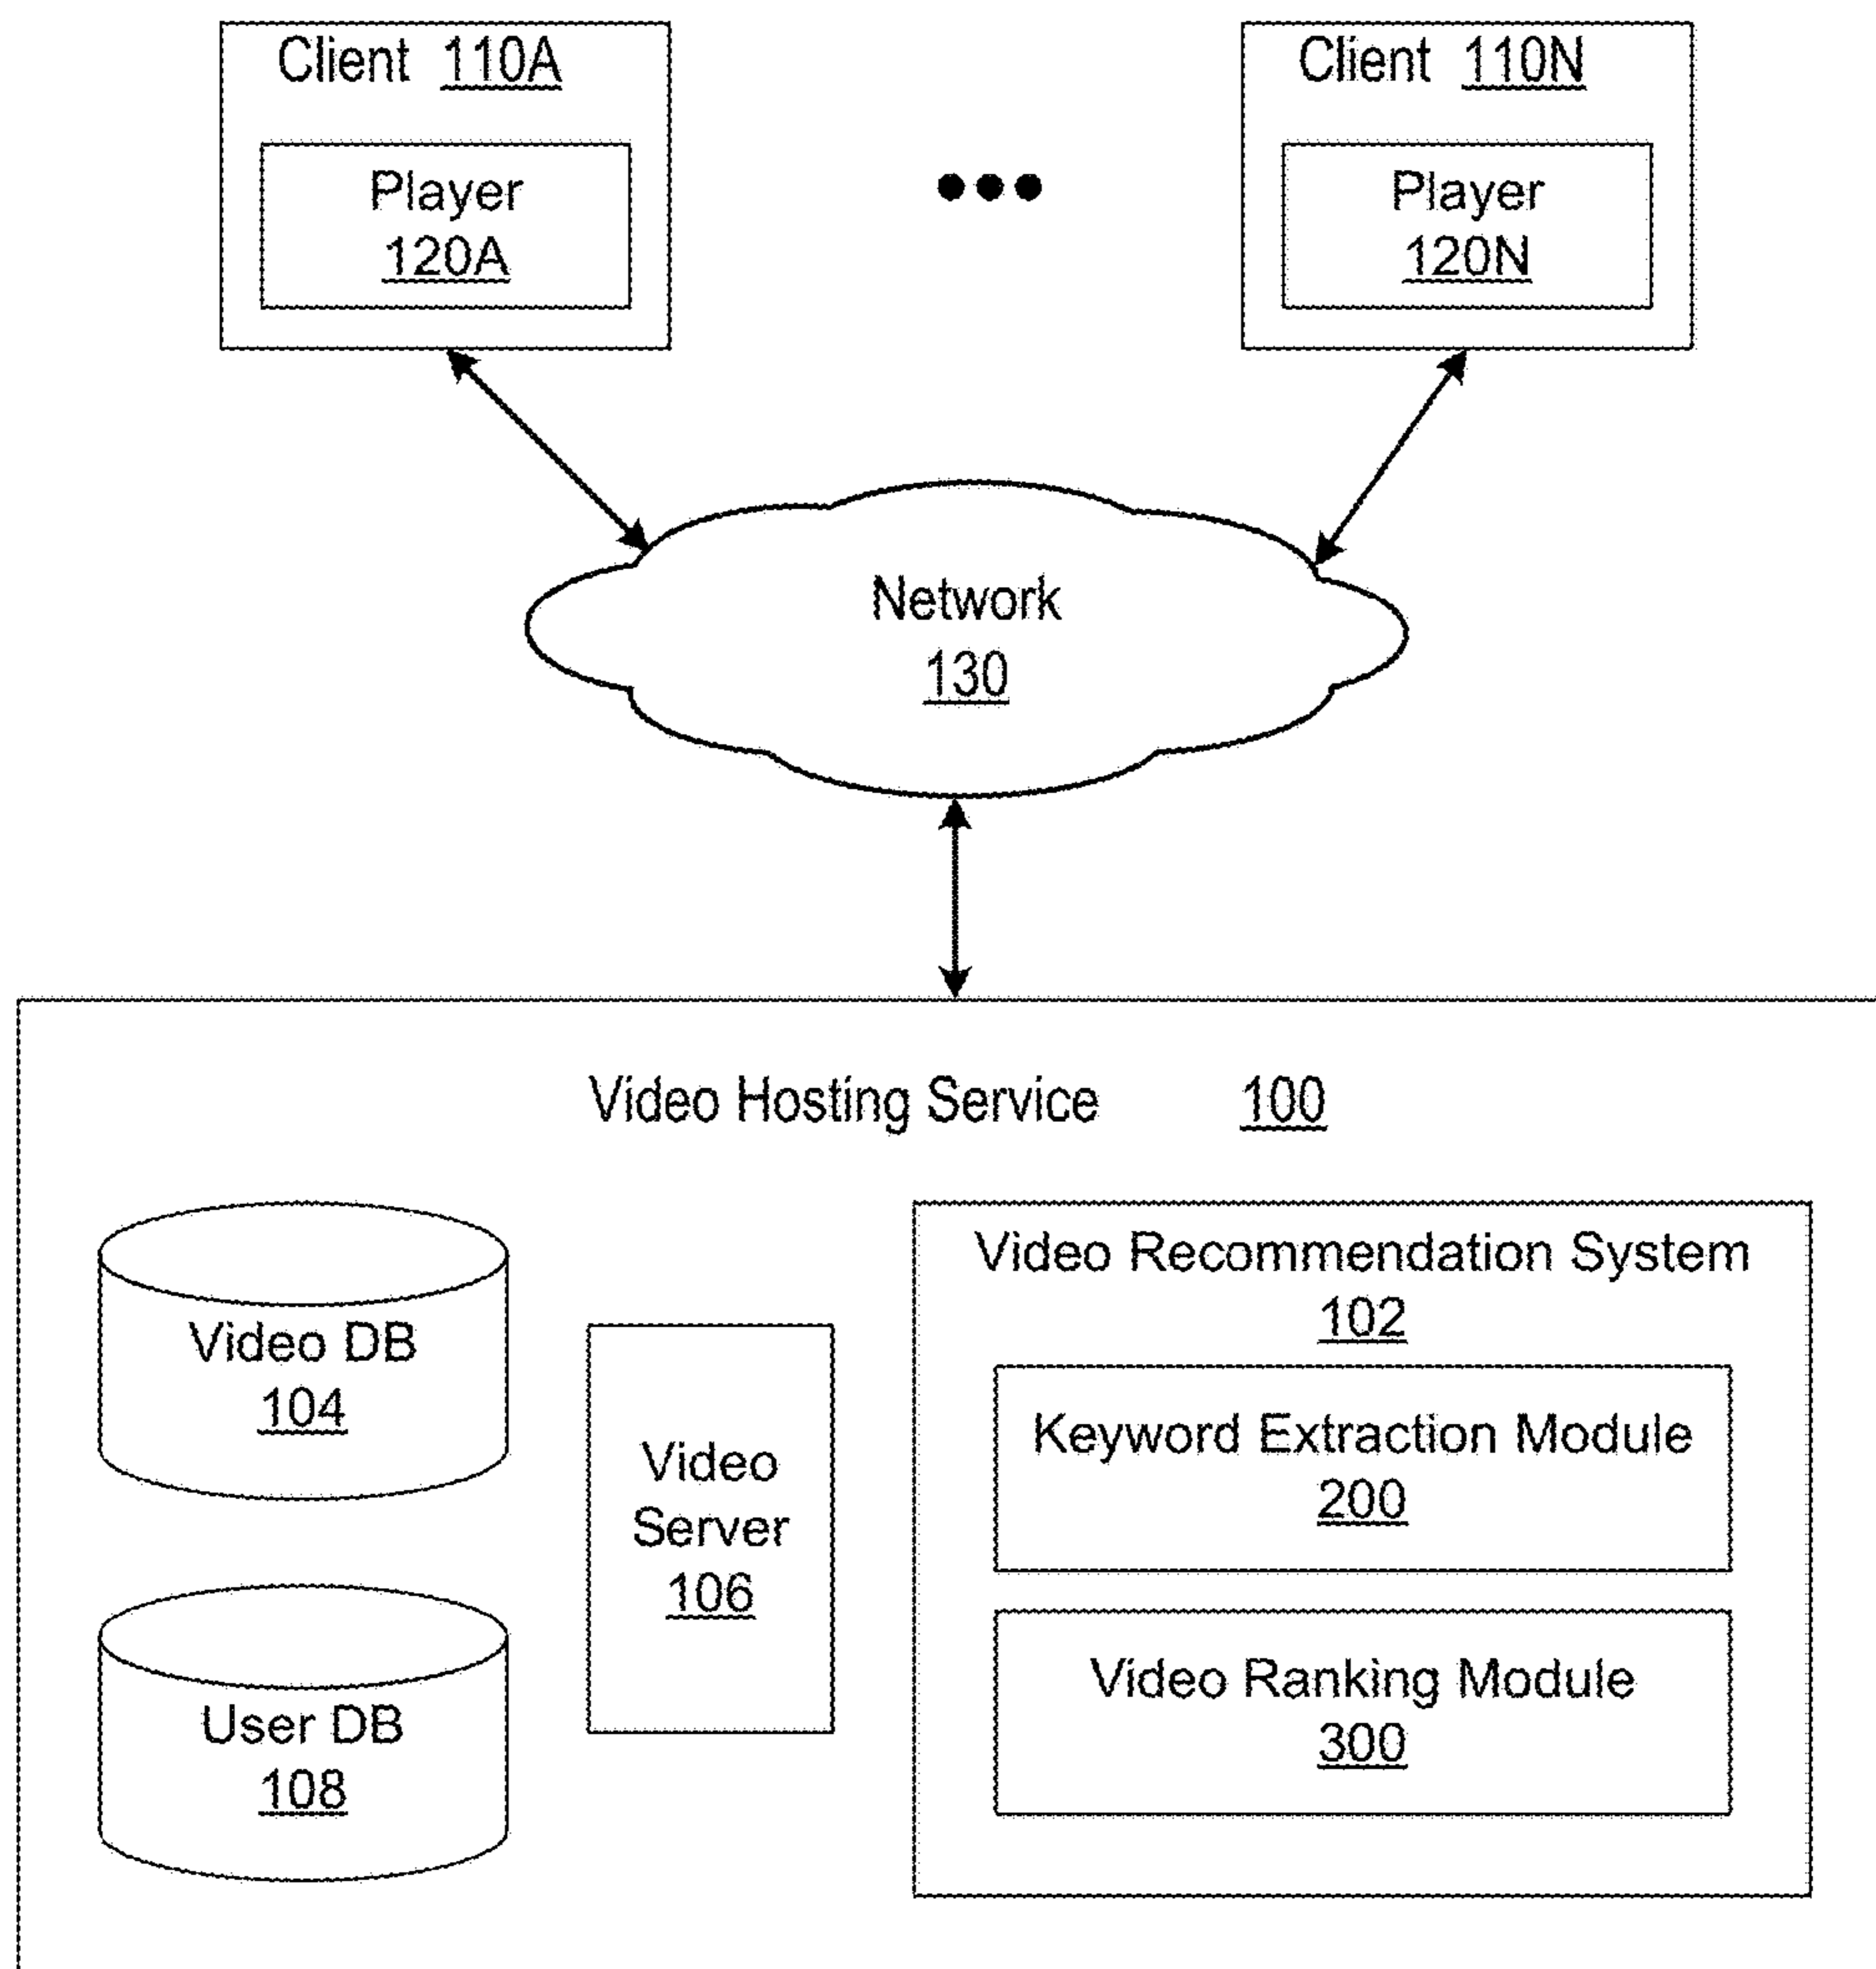 Client 110A
Player
120A
Client 110N
Player
120N
Network
130
Video Hosting Service 100
Video DB
104
User DB
108
Video
Server
106
Video Recommendation System
102
Keyword Extraction Module
200
Video Ranking Module
300